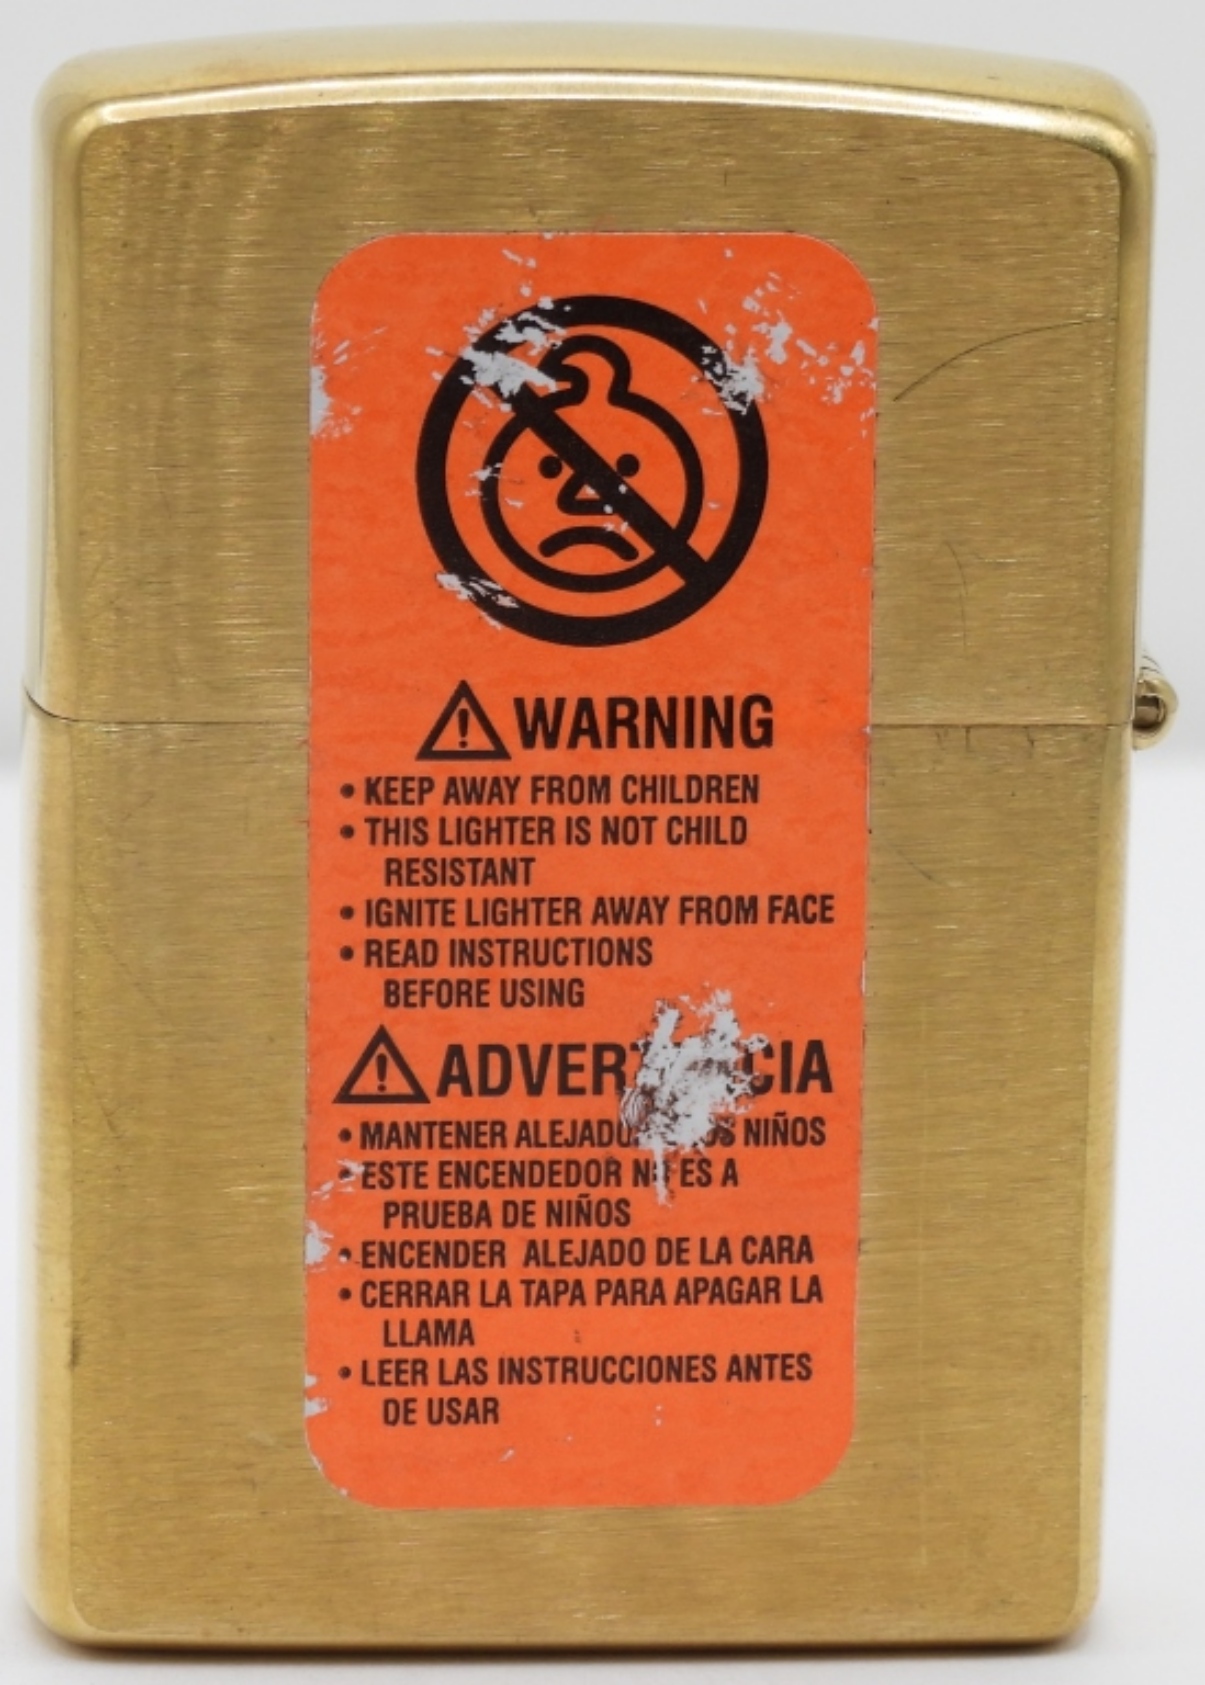 WARNING
• KEEP AWAY FROM CHILDREN
• THIS LIGHTER IS NOT CHILD
RESISTANT
• IGNITE LIGHTER AWAY FROM FACE
• READ INSTRUCTIONS
BEFORE USING
• MANTENER NIÑOS
• ESTE ENCENDEDOR NO ES A
PRUEBA DE NIÑOS
• ENCENDER ALEJADO DE LA CARA
• CERRAR LA TAPA PARA APAGAR LA
LLAMA
• LEER LAS INSTRUCCIONES ANTES
DE USAR